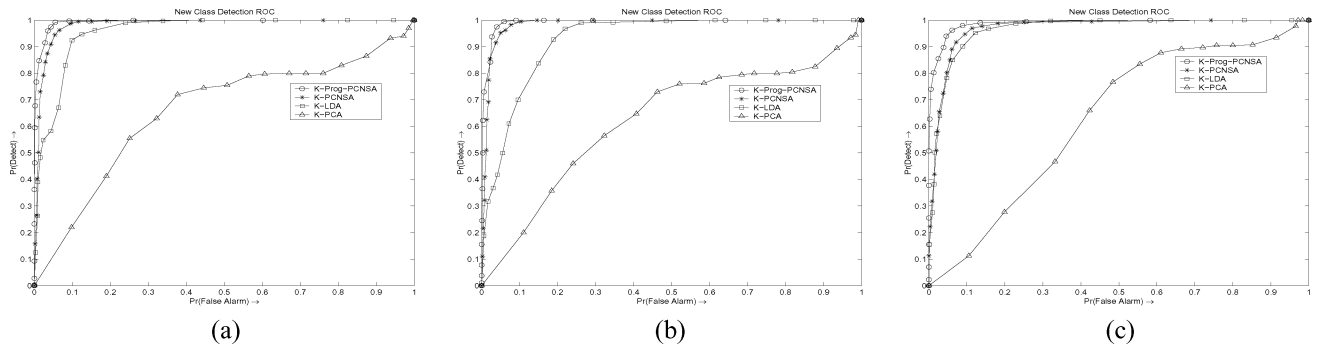 New Class Detection ROC
1
0.9
0.8
0.7
0.6
0.5
0.4
0.3
0.2
0.1
0
Pr(Detect) →
K-Prog-PCNSA
K-PCNSA
K-LDA
K-PCA
0 0.1 0.2 0.3 0.4 0.5 0.6 0.7 0.8 0.9 1
Pr(False Alarm) →
(a)
New Class Detection ROC
1
0.9
0.8
0.7
0.6
0.5
0.4
0.3
0.2
0.1
0
Pr(Detect) →
K-Prog-PCNSA
K-PCNSA
K-LDA
K-PCA
0 0.1 0.2 0.3 0.4 0.5 0.6 0.7 0.8 0.9 1
Pr(False Alarm) →
(b)
New Class Detection ROC
1
0.9
0.8
0.7
0.6
0.5
0.4
0.3
0.2
0.1
0
Pr(Detect) →
K-Prog-PCNSA
K-PCNSA
K-LDA
K-PCA
0 0.1 0.2 0.3 0.4 0.5 0.6 0.7 0.8 0.9 1
Pr(False Alarm) →
(c)